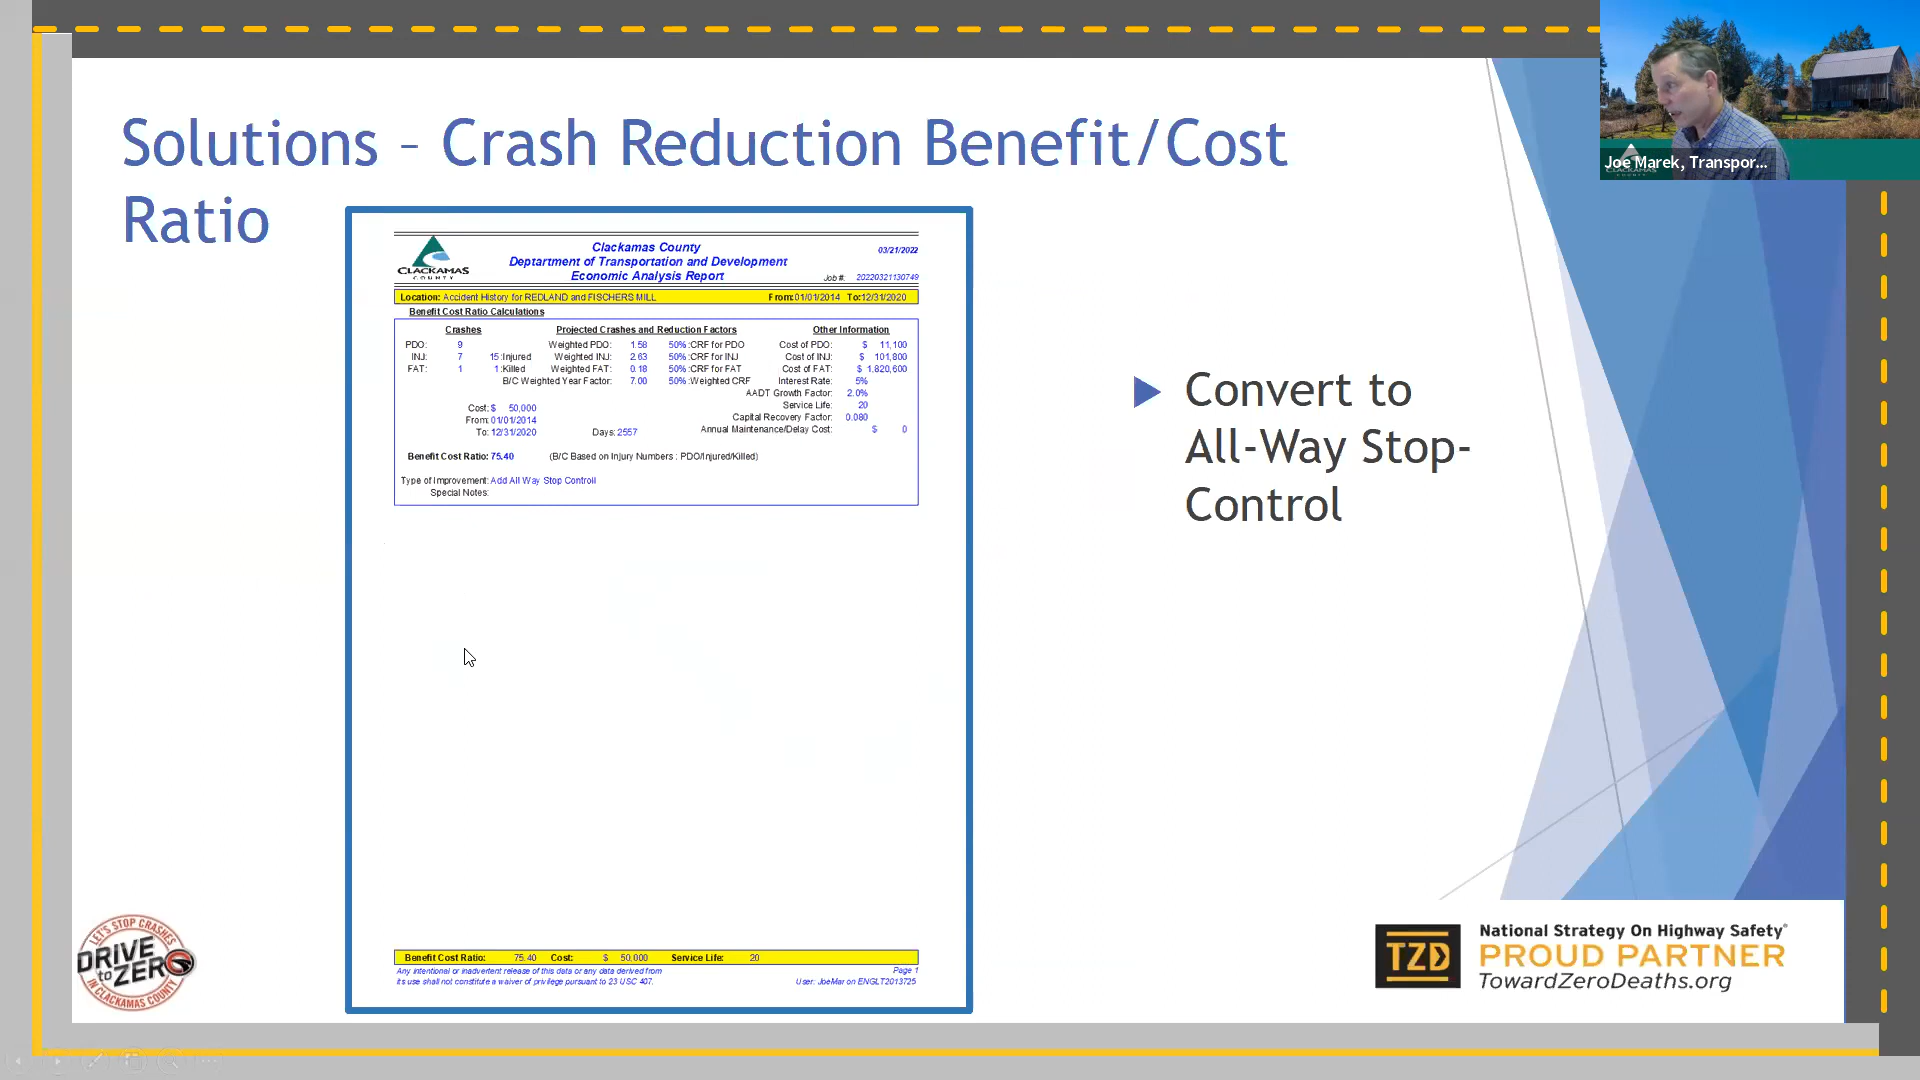 Solutions – Crash Reduction Benefit/Cost
Ratio
Joe Marek, Transpor...
CLACKAMAS
COUNTY
Clackamas County
Deptartment of Transportation and Development
Economic Analysis Report
03/21/2022
Job #: 20220321130749
Location: Accident History for REDLAND and FISCHERS MILL From: 01/01/2014 To: 12/31/2020
Benefit Cost Ratio Calculations
Crashes Projected Crashes and Reduction Factors Other Information
PDO: 9 Weighted PDO: 1.58 50% :CRF for PDO Cost of PDO: $ 11,100
INJ: 7 15 :Injured Weighted INJ: 2.63 50% :CRF for INJ Cost of INJ: $ 101,800
FAT: 1 1 :Killed Weighted FAT: 0.18 50% :CRF for FAT Cost of FAT: $ 1,820,600
B/C Weighted Year Factor: 7.00 50% :Weighted CRF Interest Rate: 5%
AADT Growth Factor: 2.0%
Cost: $ 50,000 Service Life: 20
From: 01/01/2014 Capital Recovery Factor: 0.080
To: 12/31/2020 Days: 2557 Annual Maintenance/Delay Cost: $ 0
Benefit Cost Ratio: 75.40 (B/C Based on Injury Numbers : PDO/Injured/Killed)
Type of Improvement: Add All Way Stop Controll
Special Notes:
Convert to
All-Way Stop-
Control
Benefit Cost Ratio: 75.40 Cost: $ 50,000 Service Life: 20
Any intentional or inadvertent release of this data or any data derived from Page 1
its use shall not constitute a waiver of privilege pursuant to 23 USC 407. User: JoeMar on ENGLT2013725
LET'S STOP CRASHES
DRIVE
to ZERO
IN CLACKAMAS COUNTY
TZD
National Strategy On Highway Safety®
PROUD PARTNER
TowardZeroDeaths.org